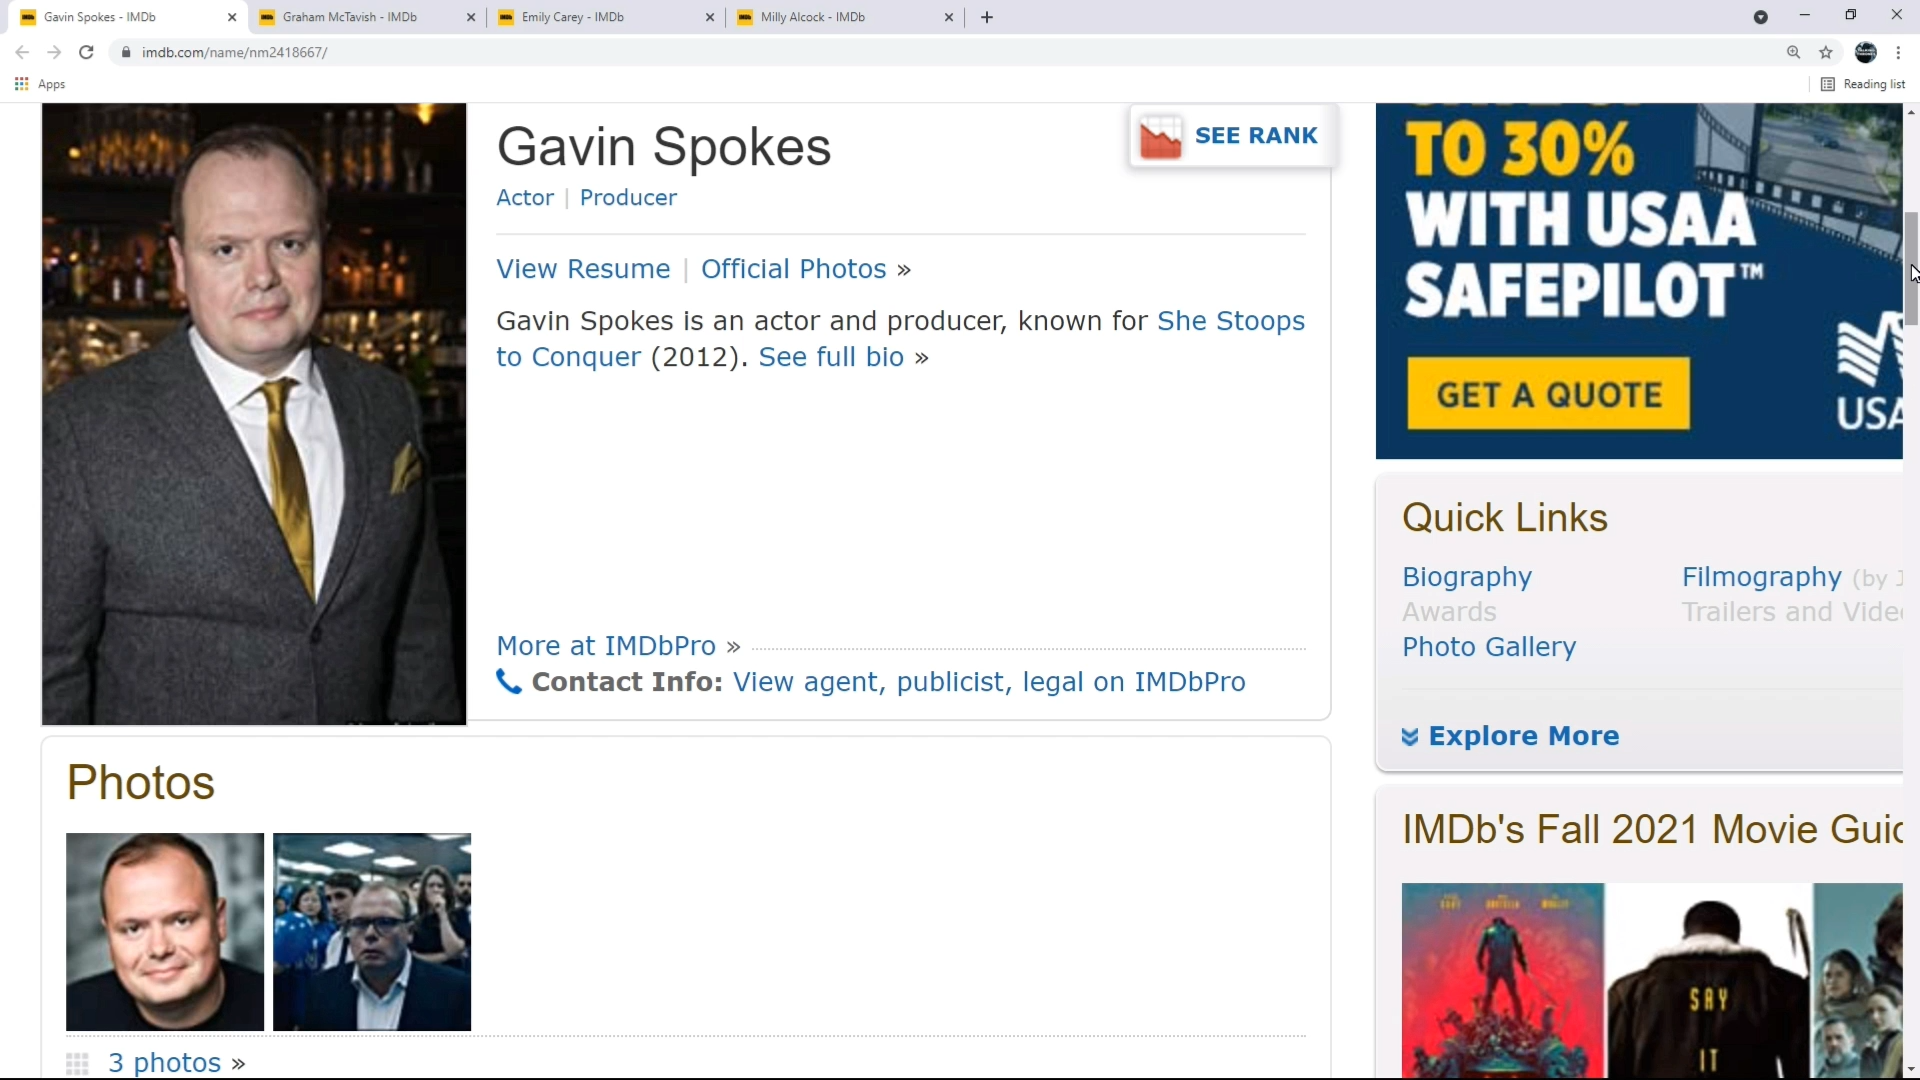 Gavin Spokes - IMDb
Graham McTavish - IMDb
Emily Carey - IMDb
Milly Alcock - IMDb
imdb.com/name/nm2418667/
Apps
Reading list
Gavin Spokes
SEE RANK
Actor | Producer
View Resume | Official Photos »
Gavin Spokes is an actor and producer, known for She Stoops
to Conquer (2012). See full bio »
More at IMDbPro »
Contact Info: View agent, publicist, legal on IMDbPro
Photos
3 photos »
TO 30%
WITH USAA
SAFEPILOT™
GET A QUOTE
USA
Quick Links
Biography
Filmography (by
Awards
Trailers and
Photo Gallery
Explore More
IMDb's Fall 2021 Movie
SAY
IT